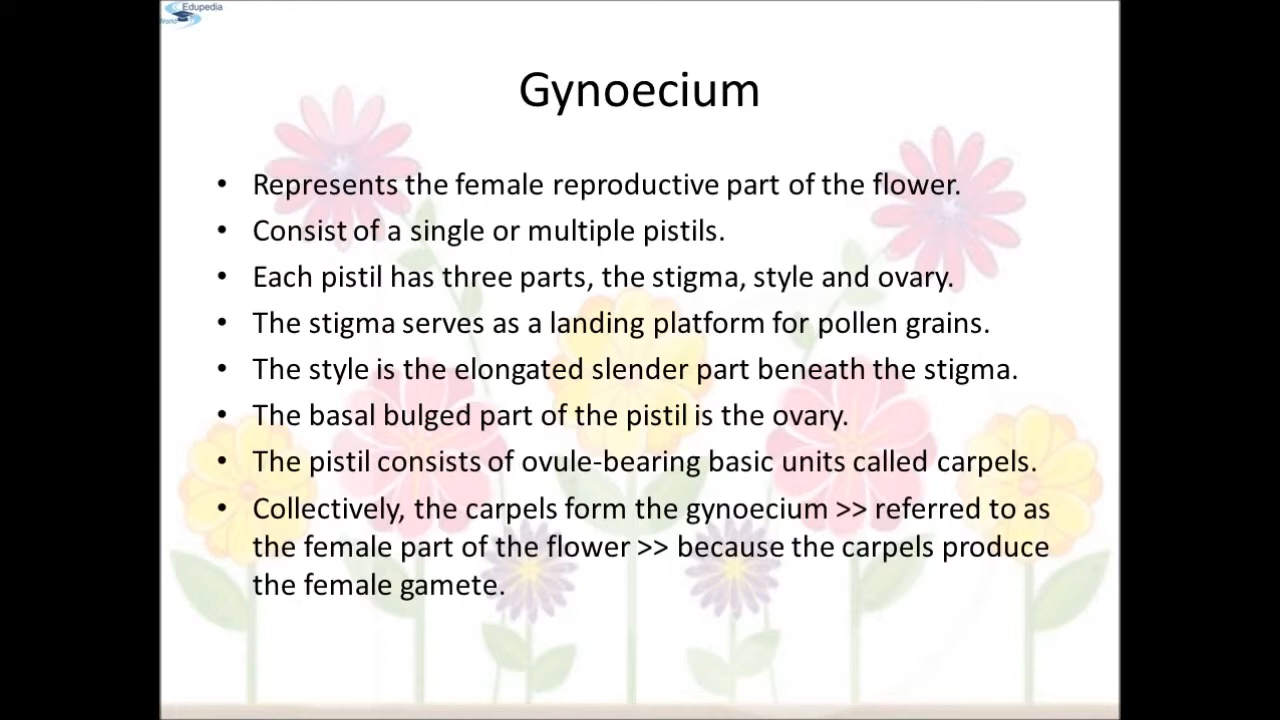 Edupedia
World
Gynoecium
• Represents the female reproductive part of the flower.
• Consist of a single or multiple pistils.
• Each pistil has three parts, the stigma, style and ovary.
• The stigma serves as a landing platform for pollen grains.
• The style is the elongated slender part beneath the stigma.
• The basal bulged part of the pistil is the ovary.
• The pistil consists of ovule-bearing basic units called carpels.
• Collectively, the carpels form the gynoecium >> referred to as
the female part of the flower >> because the carpels produce
the female gamete.